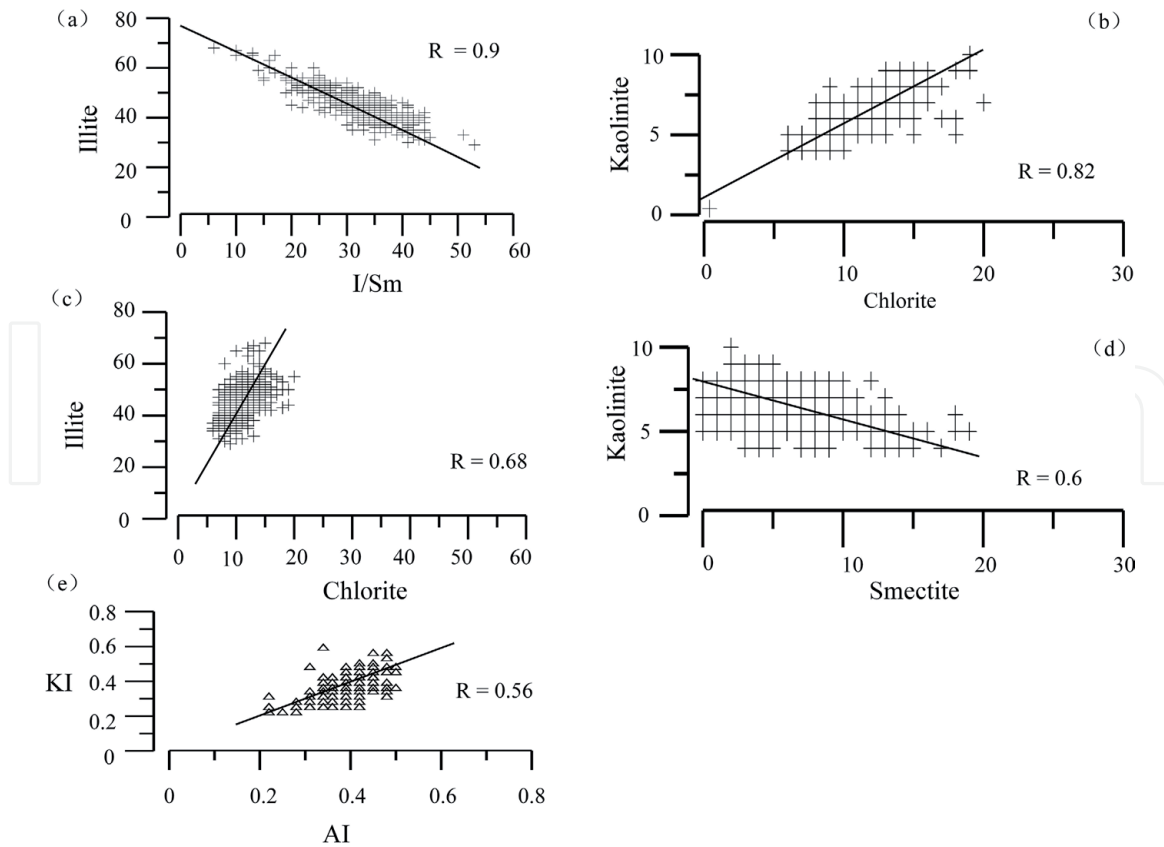 (a)
80
60
40
20
0
Illite
R = 0.9
0 10 20 30 40 50 60
I/Sm
(b)
10
5
0
Kaolinite
R = 0.82
0 10 20 30
Chlorite
(c)
80
60
40
20
0
Illite
R = 0.68
0 10 20 30 40 50 60
Chlorite
(d)
10
5
0
Kaolinite
R = 0.6
0 10 20 30
Smectite
(e)
0.8
0.6
0.4
0.2
0
KI
R = 0.56
0 0.2 0.4 0.6 0.8
AI